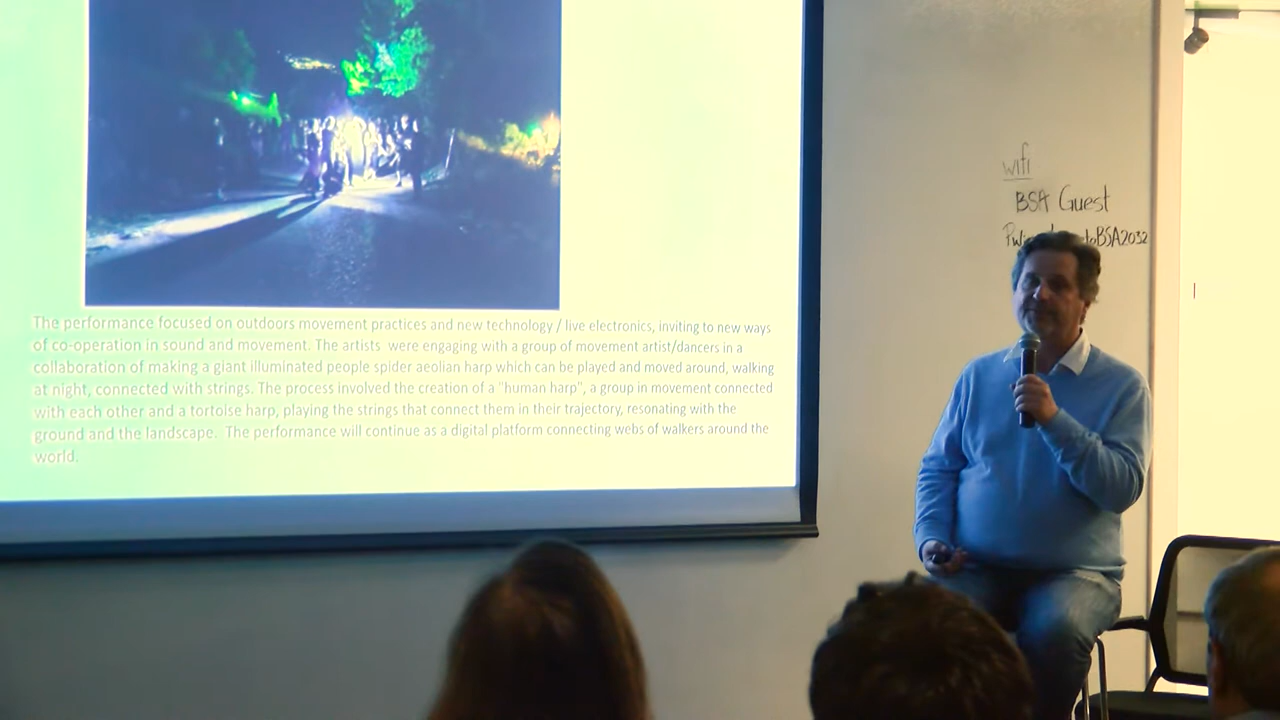 The performance focused on outdoors movement practices and new technology / live electronics, inviting to new ways
of co-operation in sound and movement. The artists were engaging with a group of movement artist/dancers in a
collaboration of making a giant illuminated people spider aeolian harp which can be played and moved around, walking
at night, connected with strings. The process involved the creation of a "human harp", a group in movement connected
with each other and a tortoise harp, playing the strings that connect them in their trajectory, resonating with the
ground and the landscape. The performance will continue as a digital platform connecting webs of walkers around the
world.
wifi
BSA Guest